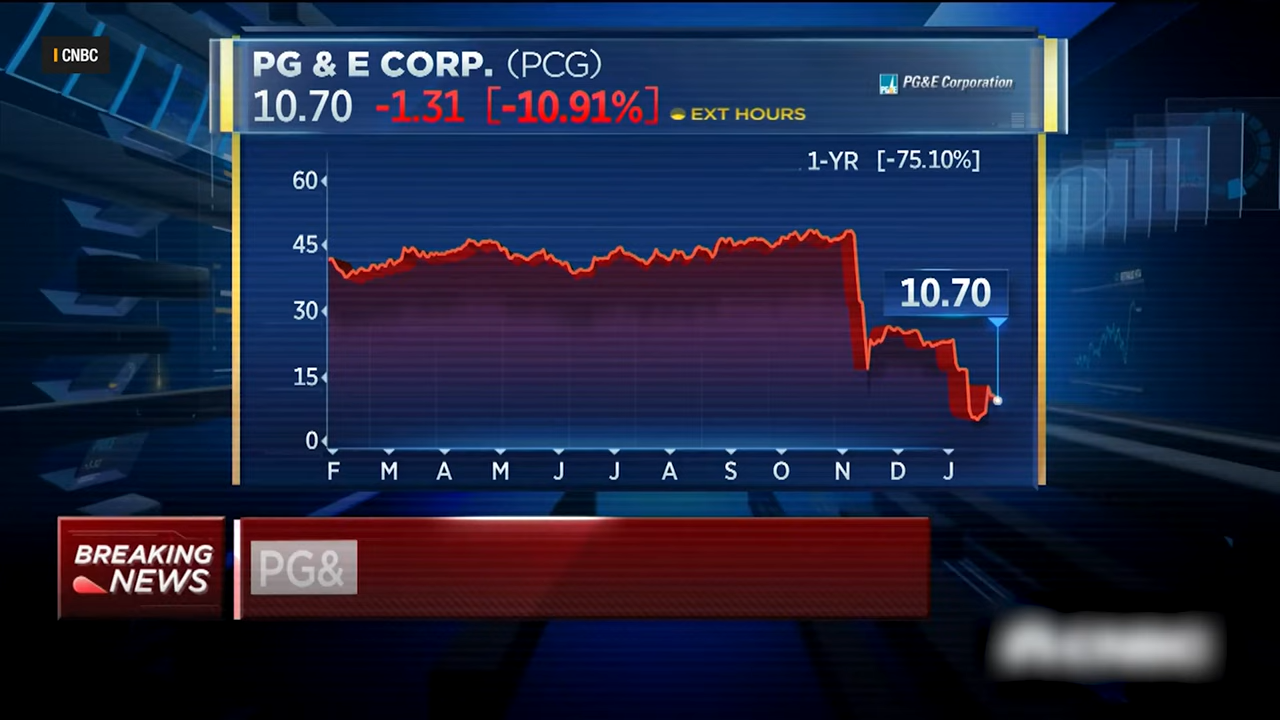 CNBC
PG & E CORP. (PCG)
10.70 -1.31 [-10.91%] EXT HOURS
PG&E Corporation
1-YR [-75.10%]
60
45
30
15
0
10.70
F M A M J J A S O N D J
BREAKING
NEWS
PG&